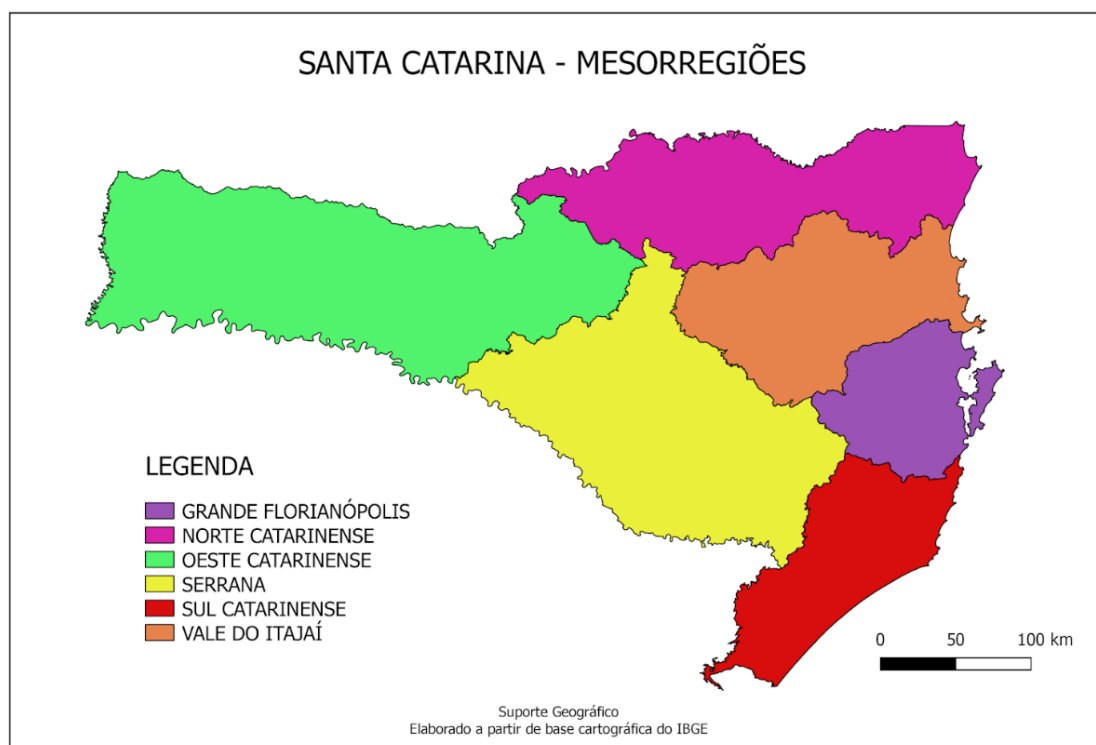 SANTA CATARINA - MESORREGIÕES
LEGENDA
GRANDE FLORIANÓPOLIS
NORTE CATARINENSE
OESTE CATARINENSE
SERRANA
SUL CATARINENSE
VALE DO ITAJAÍ
0 50 100 km
Suporte Geográfico
Elaborado a partir de base cartográfica do IBGE